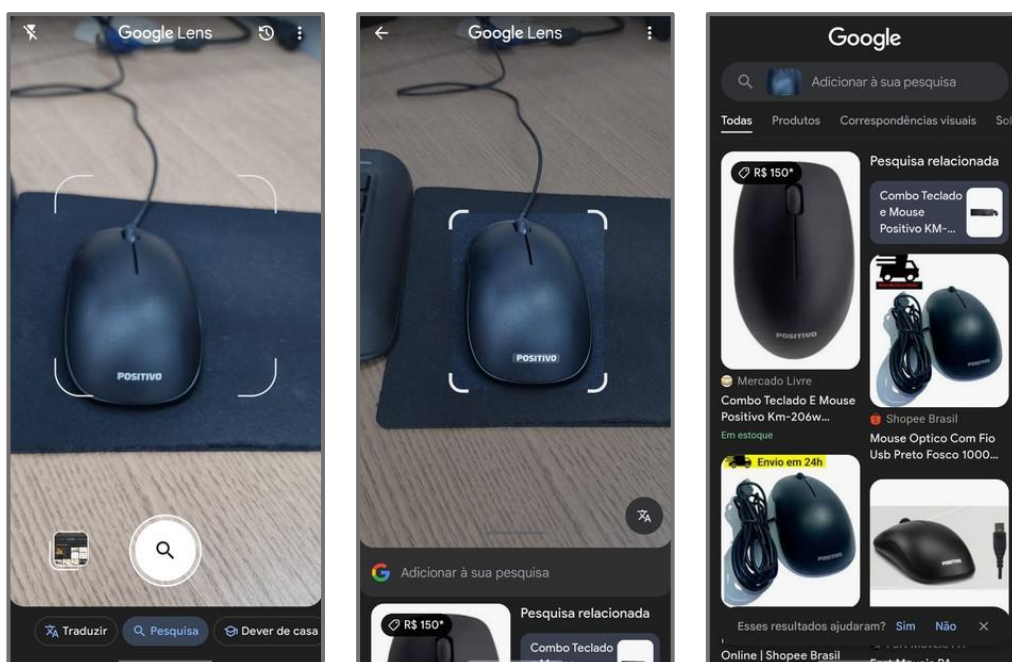 Google Lens
POSITIVO
Traduzir
Pesquisa
Dever de casa
Google Lens
POSITIVO
Adicionar à sua pesquisa
R$ 150*
Pesquisa relacionada
Combo Teclado
Google
Adicionar à sua pesquisa
Todas Produtos Correspondências visuais
R$ 150*
POSITIVO
Mercado Livre
Combo Teclado E Mouse
Positivo Km-206w...
Em estoque
Envio em 24h
Pesquisa relacionada
Combo Teclado
e Mouse
Positivo KM-...
Shopee Brasil
Mouse Optico Com Fio
Usb Preto Fosco 1000...
Esses resultados ajudaram? Sim Não
Online | Shopee Brasil